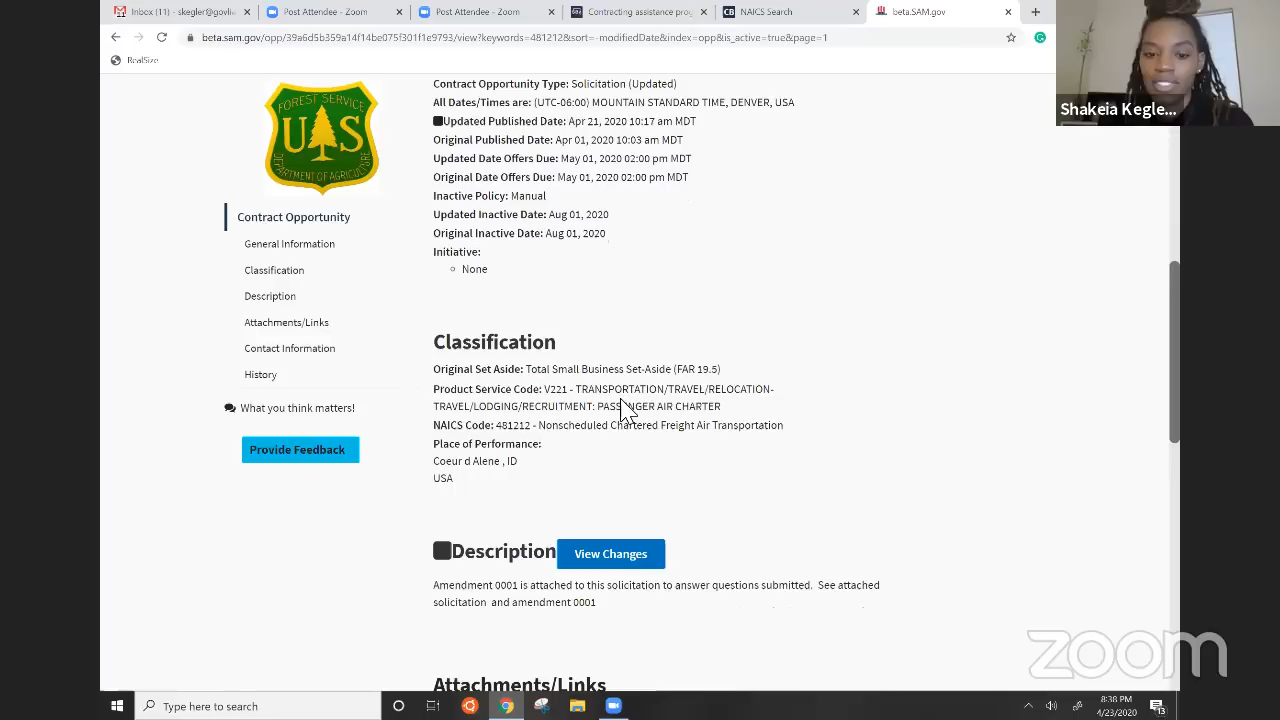 Inbox (11) - skegler@govlie
Post Attendee - Zoom
Post Attendee - Zoom
Contracting assistance prog
NAICS Search
beta.SAM.gov
beta.sam.gov/opp/39a6d5b359a14f14be075f301f1e9793/view?keywords=481212&sort=-modifiedDate&index=opp&is_active=true&page=1
RealSize
Shakeia Kegle...
FOREST SERVICE
UAS
DEPARTMENT OF AGRICULTURE
Contract Opportunity
General Information
Classification
Description
Attachments/Links
Contact Information
History
What you think matters!
Provide Feedback
Contract Opportunity Type: Solicitation (Updated)
All Dates/Times are: (UTC-06:00) MOUNTAIN STANDARD TIME, DENVER, USA
Updated Published Date: Apr 21, 2020 10:17 am MDT
Original Published Date: Apr 01, 2020 10:03 am MDT
Updated Date Offers Due: May 01, 2020 02:00 pm MDT
Original Date Offers Due: May 01, 2020 02:00 pm MDT
Inactive Policy: Manual
Updated Inactive Date: Aug 01, 2020
Original Inactive Date: Aug 01, 2020
Initiative:
None
Classification
Original Set Aside: Total Small Business Set-Aside (FAR 19.5)
Product Service Code: V221 - TRANSPORTATION/TRAVEL/RELOCATION-
TRAVEL/LODGING/RECRUITMENT: PASSENGER AIR CHARTER
NAICS Code: 481212 - Nonscheduled Chartered Freight Air Transportation
Place of Performance:
Coeur d Alene , ID
USA
Description
View Changes
Amendment 0001 is attached to this solicitation to answer questions submitted. See attached
solicitation and amendment 0001
Attachments/Links
zoom
Type here to search
8:38 PM
4/23/2020
13